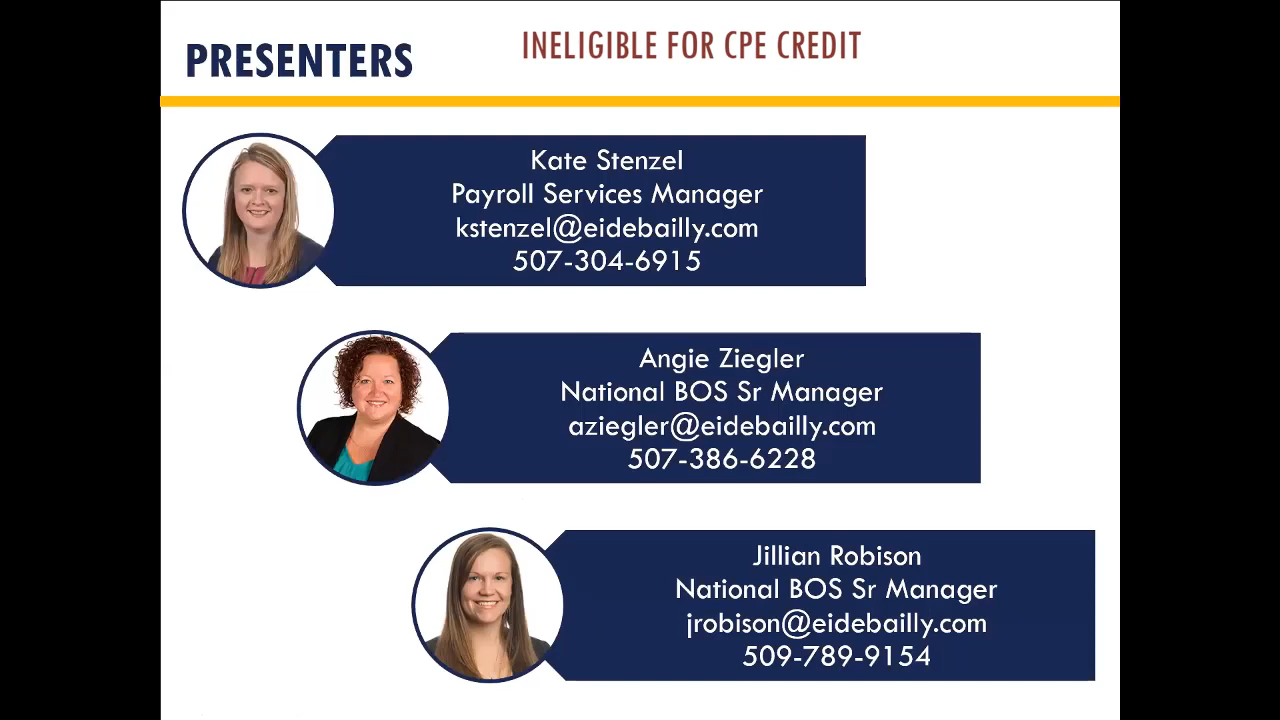 PRESENTERS
INELIGIBLE FOR CPE CREDIT
Kate Stenzel
Payroll Services Manager
kstenzel@eidebailly.com
507-304-6915
Angie Ziegler
National BOS Sr Manager
aziegler@eidebailly.com
507-386-6228
Jillian Robison
National BOS Sr Manager
jrobison@eidebailly.com
509-789-9154